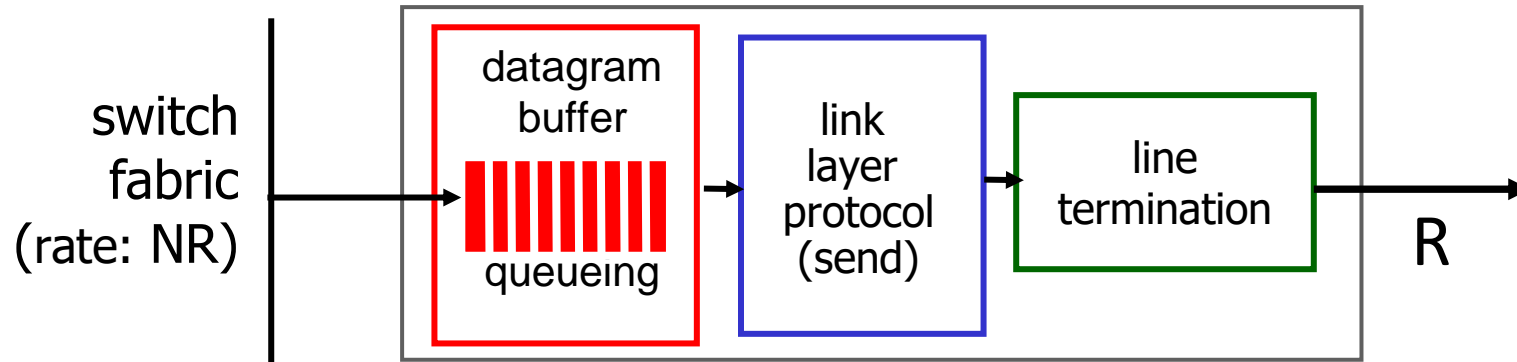 switch
fabric
(rate: NR)
datagram
buffer
queueing
link
layer
protocol
(send)
line
termination
R